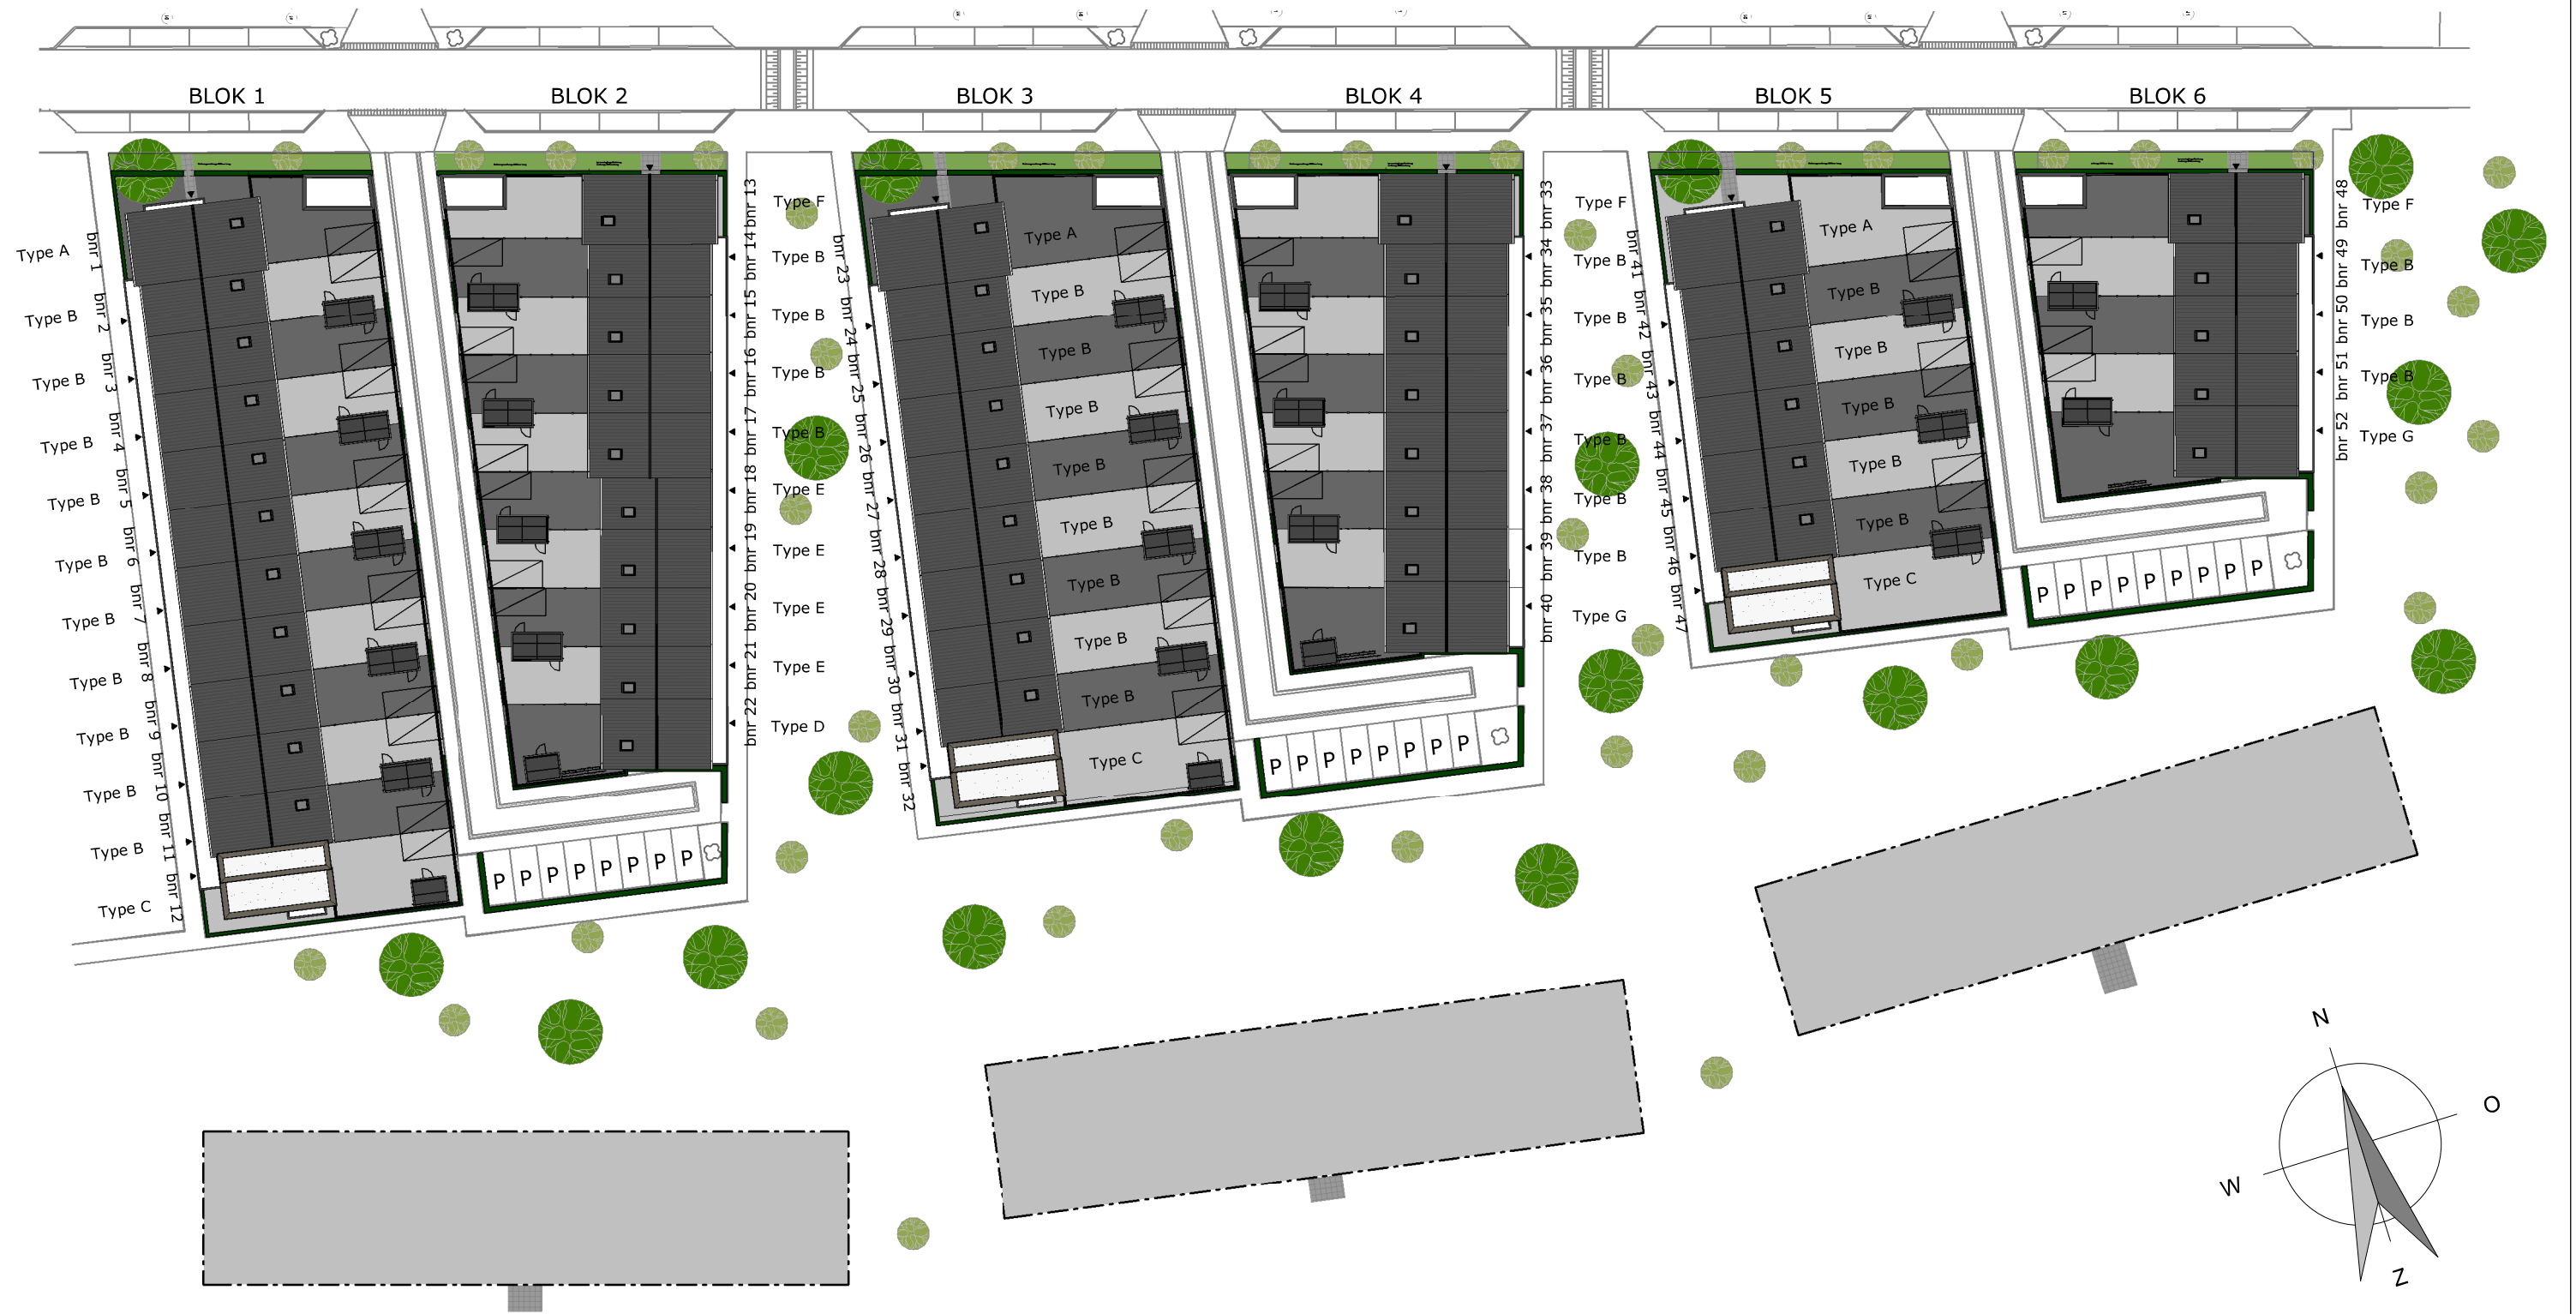 BLOK 1
BLOK 2
BLOK 3
BLOK 4
BLOK 5
BLOK 6
Type A
Type B
Type B
Type B
Type B
Type B
Type B
Type B
Type B
Type B
Type B
Type C
bnr 1
bnr 2
bnr 3
bnr 4
bnr 5
bnr 6
bnr 7
bnr 8
bnr 9
bnr 10
bnr 11
bnr 12
bnr 13
bnr 14
bnr 15
bnr 16
bnr 17
bnr 18
bnr 19
bnr 20
bnr 21
bnr 22
Type F
Type B
Type B
Type B
Type B
Type E
Type E
Type E
Type E
Type D
P P P P P P P P
bnr 23
bnr 24
bnr 25
bnr 26
bnr 27
bnr 28
bnr 29
bnr 30
bnr 31
bnr 32
Type A
Type B
Type B
Type B
Type B
Type B
Type B
Type B
Type B
Type C
bnr 33
bnr 34
bnr 35
bnr 36
bnr 37
bnr 38
bnr 39
bnr 40
Type F
Type B
Type B
Type B
Type B
Type B
Type B
Type G
P P P P P P P P
bnr 41
bnr 42
bnr 43
bnr 44
bnr 45
bnr 46
bnr 47
Type A
Type B
Type B
Type B
Type B
Type B
Type C
bnr 48
bnr 49
bnr 50
bnr 51
bnr 52
Type F
Type B
Type B
Type B
Type G
P P P P P P P P P
N
O
W
Z